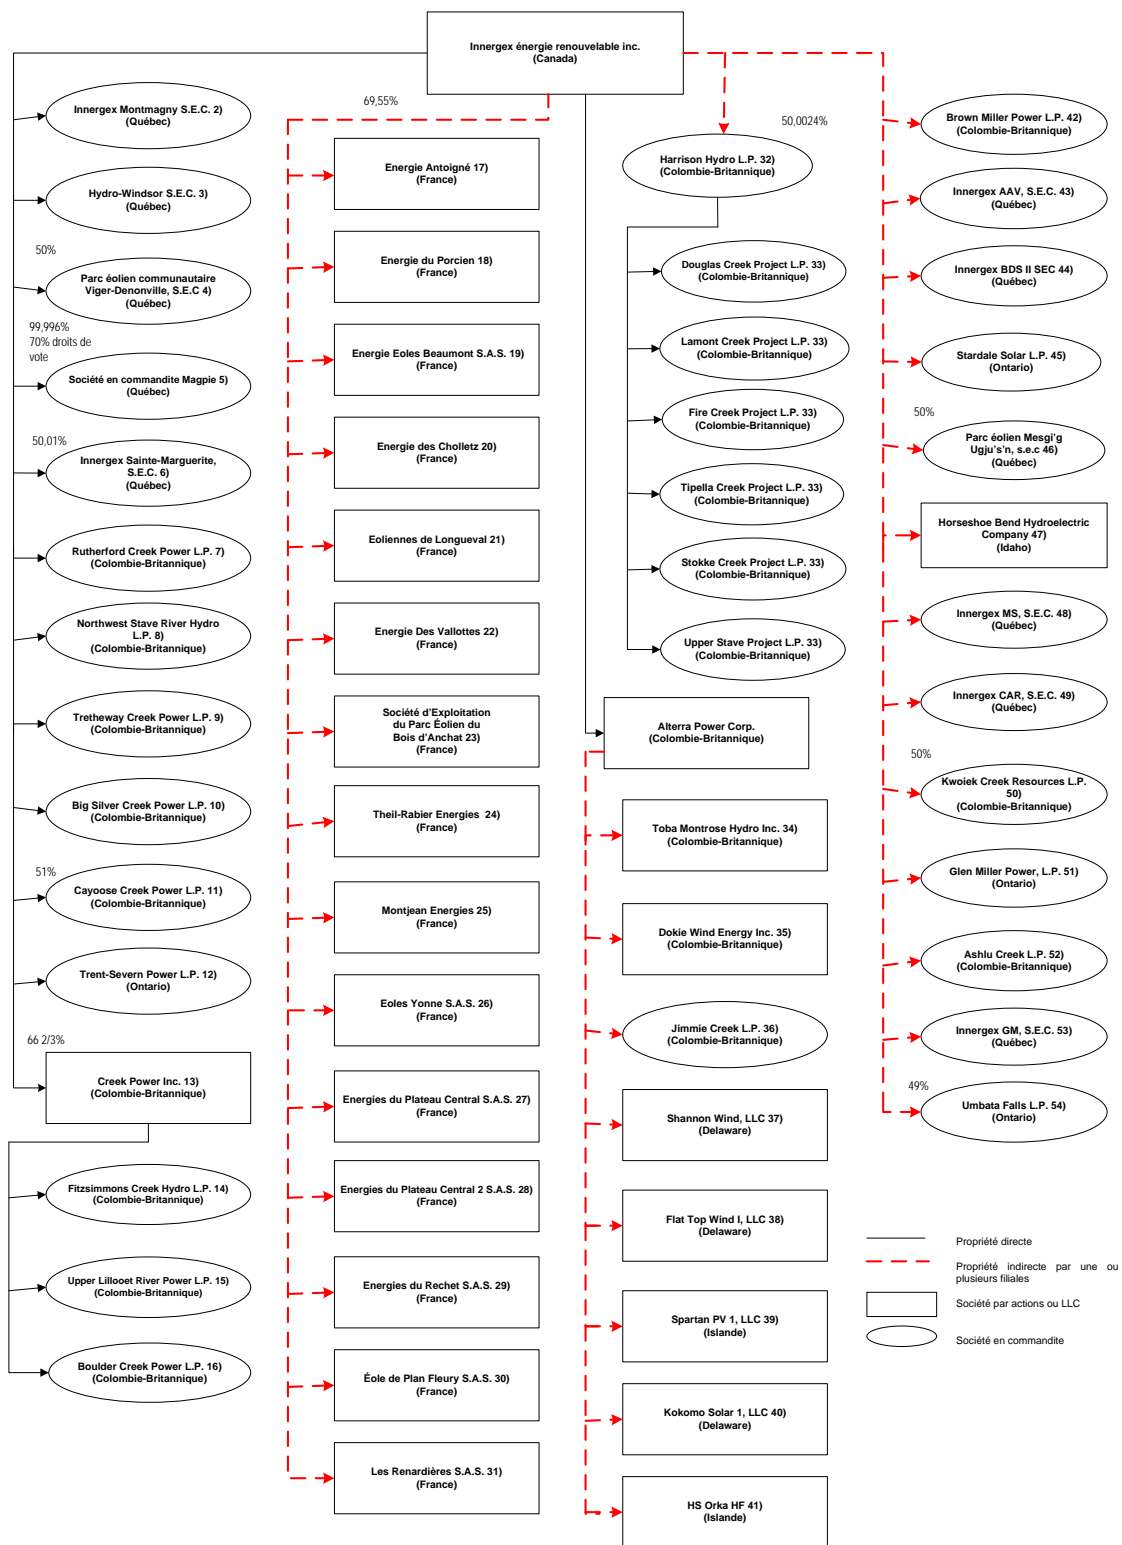 Innergex énergie renouvelable inc.
(Canada)
Innergex Montmagny S.E.C. 2)
(Québec)
Hydro-Windsor S.E.C. 3)
(Québec)
50%
Parc éolien communautaire
Viger-Denonville, S.E.C 4)
(Québec)
99,996%
70% droits de
vote
Société en commandite Magpie 5)
(Québec)
50,01%
Innergex Sainte-Marguerite,
S.E.C. 6)
(Québec)
Rutherford Creek Power L.P. 7)
(Colombie-Britannique)
Northwest Stave River Hydro
L.P. 8)
(Colombie-Britannique)
Tretheway Creek Power L.P. 9)
(Colombie-Britannique)
Big Silver Creek Power L.P. 10)
(Colombie-Britannique)
51%
Cayoose Creek Power L.P. 11)
(Colombie-Britannique)
Trent-Severn Power L.P. 12)
(Ontario)
66 2/3%
Creek Power Inc. 13)
(Colombie-Britannique)
Fitzsimmons Creek Hydro L.P. 14)
(Colombie-Britannique)
Upper Lillooet River Power L.P. 15)
(Colombie-Britannique)
Boulder Creek Power L.P. 16)
(Colombie-Britannique)
69,55%
Energie Antoigné 17)
(France)
Energie du Porcien 18)
(France)
Energie Eoles Beaumont S.A.S. 19)
(France)
Energie des Cholletz 20)
(France)
Eoliennes de Longueval 21)
(France)
Energie Des Vallottes 22)
(France)
Société d'Exploitation
du Parc Éolien du
Bois d'Anchat 23)
(France)
Theil-Rabier Energies 24)
(France)
Montjean Energies 25)
(France)
Eoles Yonne S.A.S. 26)
(France)
Energies du Plateau Central S.A.S. 27)
(France)
Energies du Plateau Central 2 S.A.S. 28)
(France)
Energies du Rechet S.A.S. 29)
(France)
Éole de Plan Fleury S.A.S. 30)
(France)
Les Renardières S.A.S. 31)
(France)
50,0024%
Harrison Hydro L.P. 32)
(Colombie-Britannique)
Douglas Creek Project L.P. 33)
(Colombie-Britannique)
Lamont Creek Project L.P. 33)
(Colombie-Britannique)
Fire Creek Project L.P. 33)
(Colombie-Britannique)
Tipella Creek Project L.P. 33)
(Colombie-Britannique)
Stokke Creek Project L.P. 33)
(Colombie-Britannique)
Upper Stave Project L.P. 33)
(Colombie-Britannique)
Alterra Power Corp.
(Colombie-Britannique)
Toba Montrose Hydro Inc. 34)
(Colombie-Britannique)
Dokie Wind Energy Inc. 35)
(Colombie-Britannique)
Jimmie Creek L.P. 36)
(Colombie-Britannique)
Shannon Wind, LLC 37)
(Delaware)
Flat Top Wind I, LLC 38)
(Delaware)
Spartan PV 1, LLC 39)
(Islande)
Kokomo Solar 1, LLC 40)
(Delaware)
HS Orka HF 41)
(Islande)
Brown Miller Power L.P. 42)
(Colombie-Britannique)
Innergex AAV, S.E.C. 43)
(Québec)
Innergex BDS II SEC 44)
(Québec)
Stardale Solar L.P. 45)
(Ontario)
50%
Parc éolien Mesgi'g
Ugju's'n, s.e.c 46)
(Québec)
Horseshoe Bend Hydroelectric
Company 47)
(Idaho)
Innergex MS, S.E.C. 48)
(Québec)
Innergex CAR, S.E.C. 49)
(Québec)
50%
Kwoiek Creek Resources L.P.
50)
(Colombie-Britannique)
Glen Miller Power, L.P. 51)
(Ontario)
Ashlu Creek L.P. 52)
(Colombie-Britannique)
Innergex GM, S.E.C. 53)
(Québec)
49%
Umbata Falls L.P. 54)
(Ontario)
Propriété directe
Propriété indirecte par une ou
plusieurs filiales
Société par actions ou LLC
Société en commandite